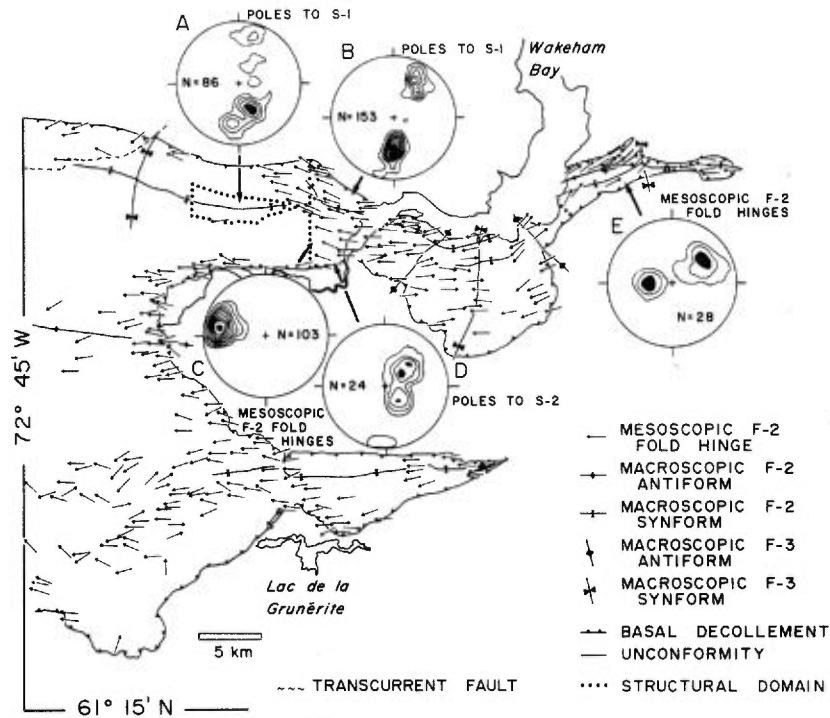 A
POLES TO S-1
N=86
B
POLES TO S-1
N=153
Wakeham
Bay
MESOSCOPIC F-2
FOLD HINGES
E
N=28
N=103
C
MESOSCOPIC
F-2 FOLD
HINGES
N=24
D
POLES TO S-2
72° 45' W
Lac de la
Grunérite
5 km
61° 15' N
~~~ TRANSCURRENT FAULT
MESOSCOPIC F-2
FOLD HINGE
MACROSCOPIC F-2
ANTIFORM
MACROSCOPIC F-2
SYNFORM
MACROSCOPIC F-3
ANTIFORM
MACROSCOPIC F-3
SYNFORM
BASAL DECOLLEMENT
UNCONFORMITY
STRUCTURAL DOMAIN